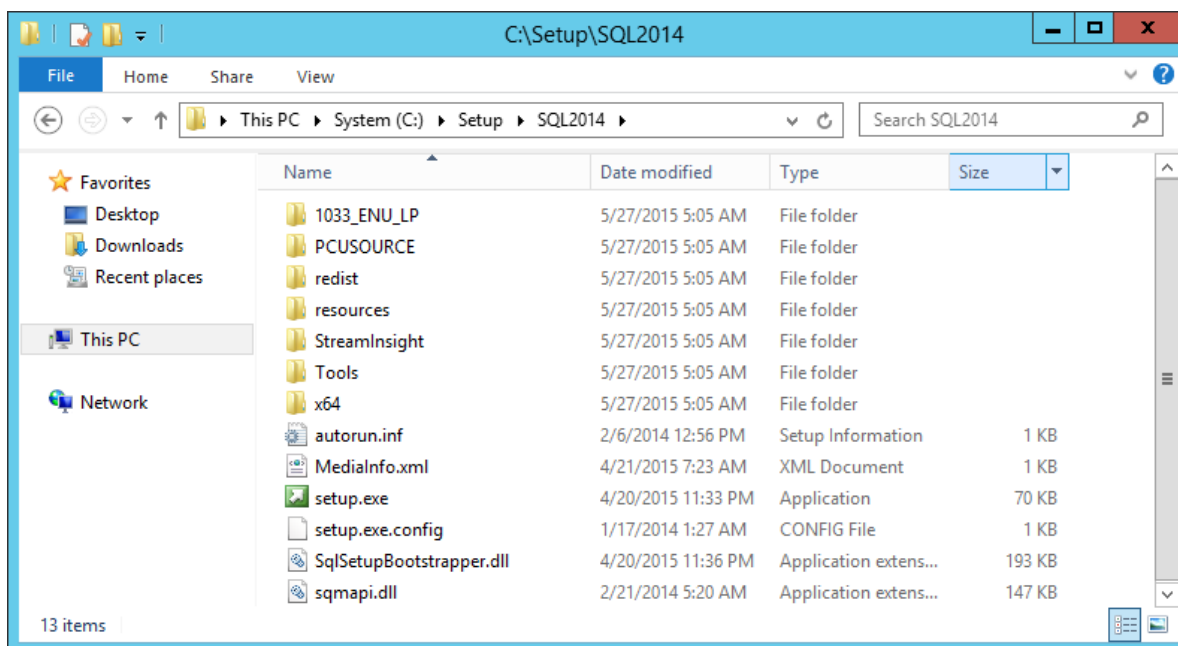 C:\Setup\SQL2014
File Home Share View
This PC System (C:) Setup SQL2014 Search SQL2014
Favorites
Desktop
Downloads
Recent places
This PC
Network
Name Date modified Type Size
1033_ENU_LP 5/27/2015 5:05 AM File folder
PCUSOURCE 5/27/2015 5:05 AM File folder
redist 5/27/2015 5:05 AM File folder
resources 5/27/2015 5:05 AM File folder
StreamInsight 5/27/2015 5:05 AM File folder
Tools 5/27/2015 5:05 AM File folder
x64 5/27/2015 5:05 AM File folder
autorun.inf 2/6/2014 12:56 PM Setup Information 1 KB
MediaInfo.xml 4/21/2015 7:23 AM XML Document 1 KB
setup.exe 4/20/2015 11:33 PM Application 70 KB
setup.exe.config 1/17/2014 1:27 AM CONFIG File 1 KB
SqlSetupBootstrapper.dll 4/20/2015 11:36 PM Application extens... 193 KB
sqmapi.dll 2/21/2014 5:20 AM Application extens... 147 KB
13 items